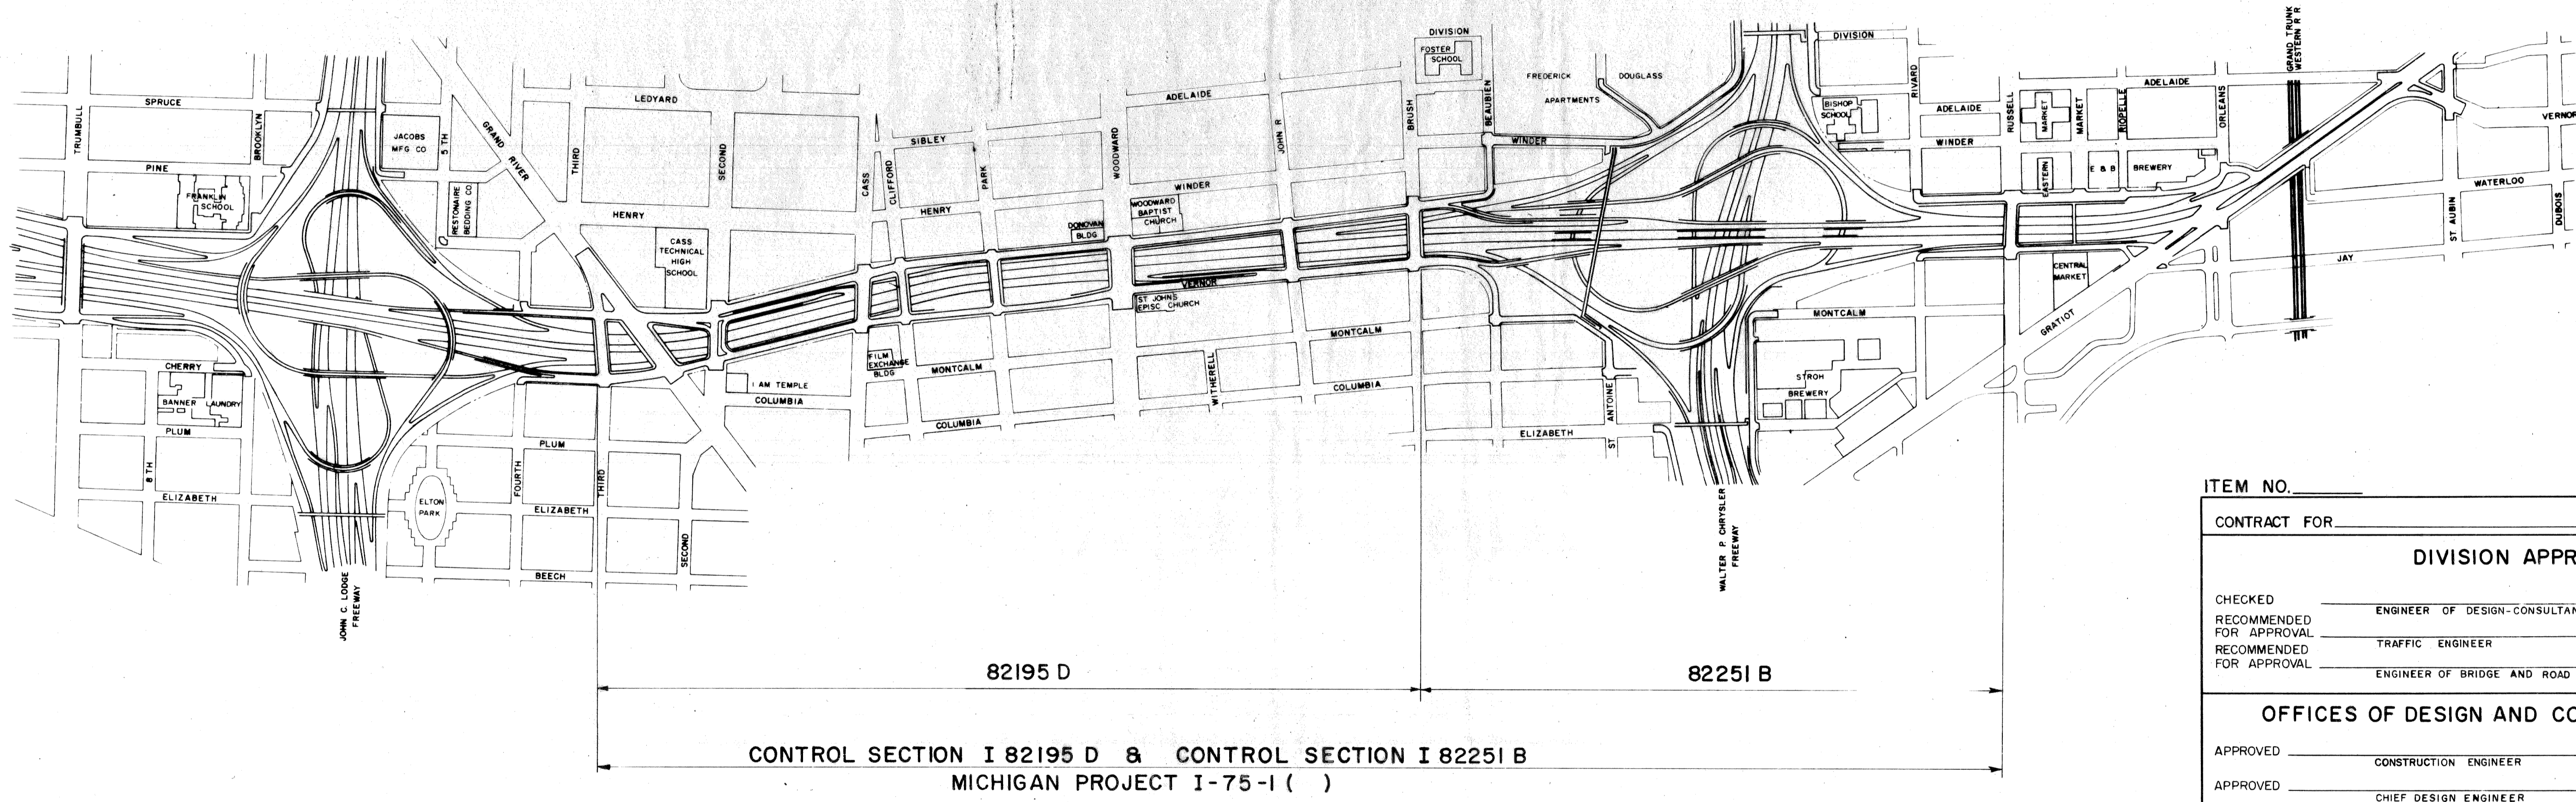 DIVISION
FOSTER
SCHOOL
DIVISION
GRAND TRUNK
WESTERN R R
SPRUCE
TRUMBULL
BROOKLYN
PINE
FRANKLIN
SCHOOL
JACOBS
MFG CO
5 TH
RESTONAIRE
BEDDING CO.
GRAND RIVER
LEDYARD
THIRD
SECOND
HENRY
CASS
TECHNICAL
HIGH
SCHOOL
CASS
CLIFFORD
SIBLEY
PARK
HENRY
WOODWARD
ADELAIDE
WINDER
JOHN R
BRUSH
DONOVAN
BLDG
WOODWARD
BAPTIST
CHURCH
VERNOR
ST JOHN'S
EPISC CHURCH
BEAUBIEN
FREDERICK DOUGLASS
APARTMENTS
WINDER
BISHOP
SCHOOL
RIVARD
ADELAIDE
WINDER
RUSSELL
MARKET
EASTERN
MARKET
RIOPELLE
ADELAIDE
E & B BREWERY
ORLEANS
VERNOR
WATERLOO
ST AUBIN
DUBOIS
JAY
CENTRAL
MARKET
GRATIOT
CHERRY
BANNER LAUNDRY
PLUM
8 TH
ELIZABETH
ELTON
PARK
PLUM
FOURTH
THIRD
ELIZABETH
SECOND
BEECH
JOHN C. LODGE
FREEWAY
I AM TEMPLE
COLUMBIA
FILM
EXCHANGE
BLDG
MONTCALM
COLUMBIA
WITHERELL
MONTCALM
COLUMBIA
ST ANTOINE
ELIZABETH
MONTCALM
STROH
BREWERY
WALTER P. CHRYSLER
FREEWAY
82195 D
82251 B
CONTROL SECTION I 82195 D & CONTROL SECTION I 82251 B
MICHIGAN PROJECT I-75-1 ( )
ITEM NO.
CONTRACT FOR
DIVISION APPR
CHECKED
ENGINEER OF DESIGN-CONSULTAN
RECOMMENDED
FOR APPROVAL
TRAFFIC ENGINEER
RECOMMENDED
FOR APPROVAL
ENGINEER OF BRIDGE AND ROAD
OFFICES OF DESIGN AND CO
APPROVED
CONSTRUCTION ENGINEER
APPROVED
CHIEF DESIGN ENGINEER